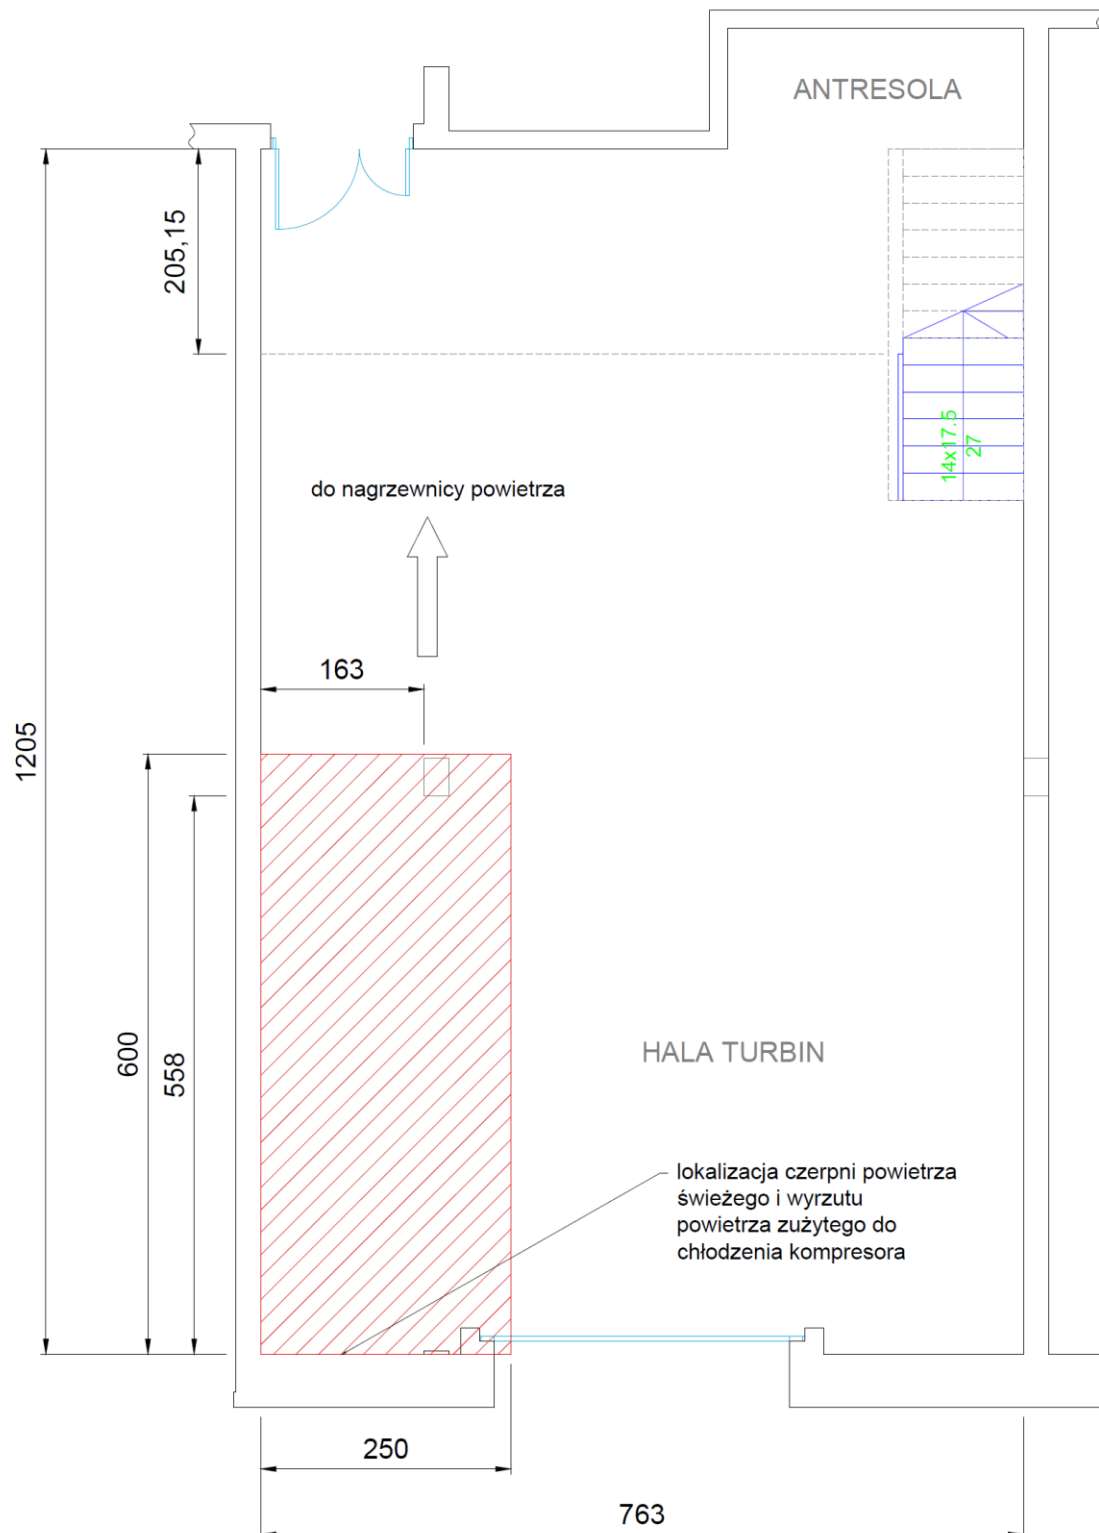 ANTRESOLA
205,15
14x17.5
27
do nagrzewnicy powietrza
163
1205
600
558
HALA TURBIN
lokalizacja czerpni powietrza
świeżego i wyrzutu
powietrza zużytego do
chłodzenia kompresora
250
763